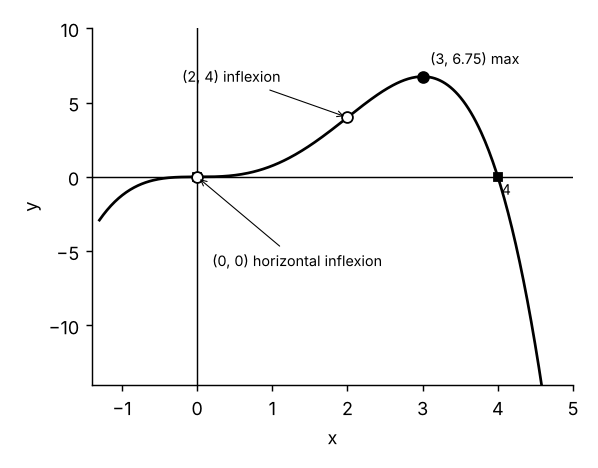 10
(3, 6.75) max
(2, 4) inflexion
5
0
4
y
−5
(0, 0) horizontal inflexion
−10
−1 0 1 2 3 4 5
x